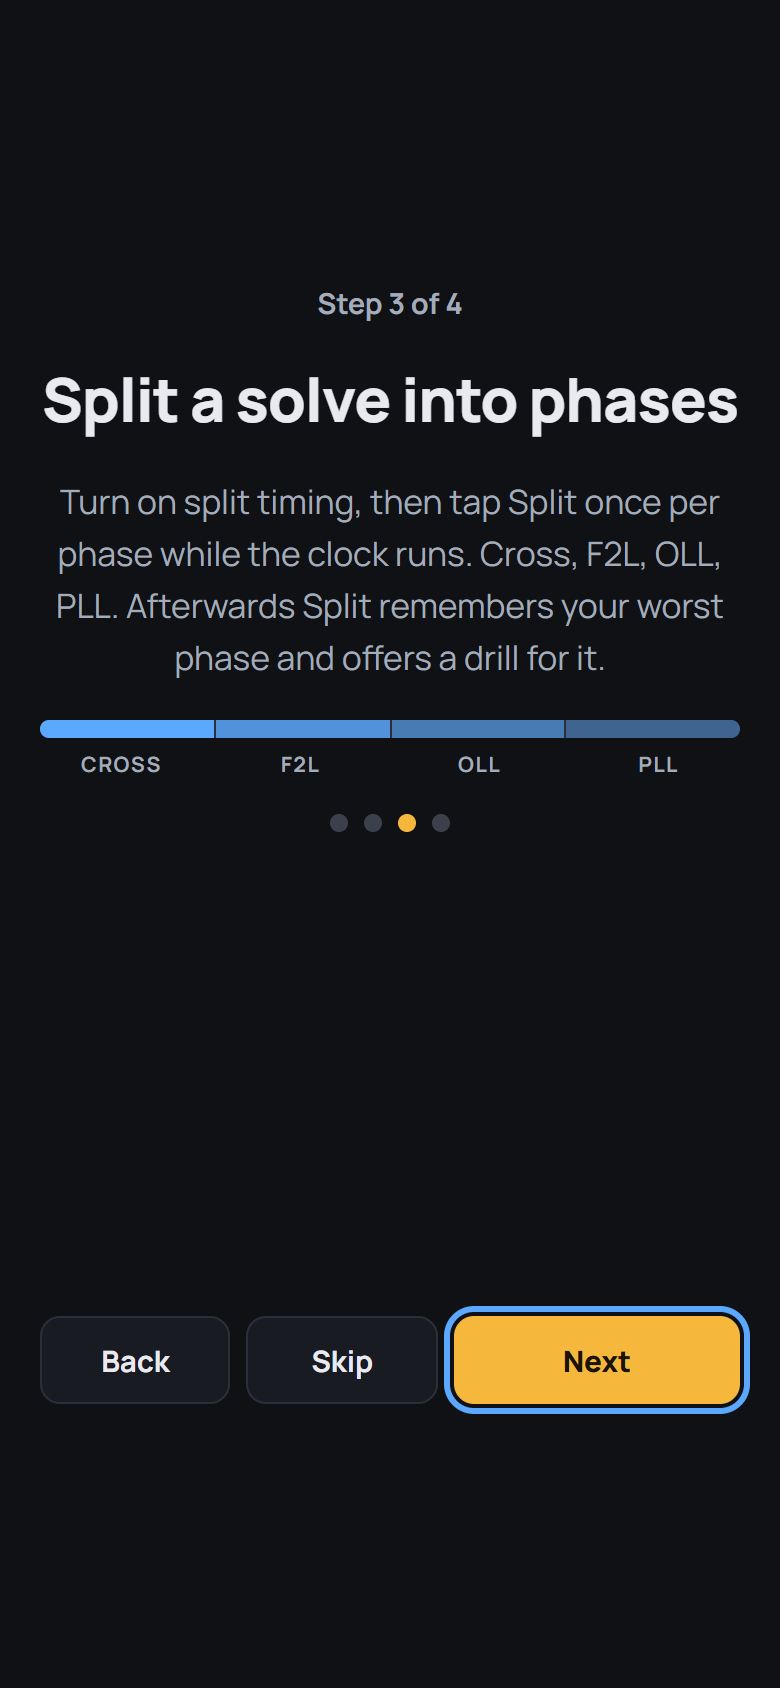 Step 3 of 4
Split a solve into phases
Turn on split timing, then tap Split once per
phase while the clock runs. Cross, F2L, OLL,
PLL. Afterwards Split remembers your worst
phase and offers a drill for it.
CROSS F2L OLL PLL
Back Skip Next